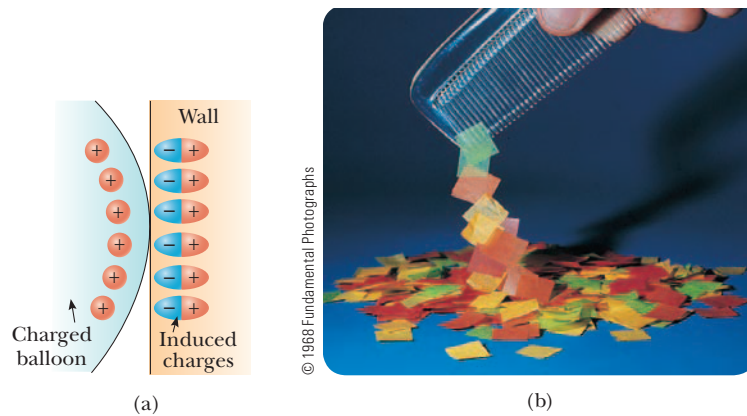 Wall
+
− +
+
− +
+
− +
+
− +
+
− +
+
− +
Charged
balloon
Induced
charges
(a)
© 1968 Fundamental Photographs
(b)